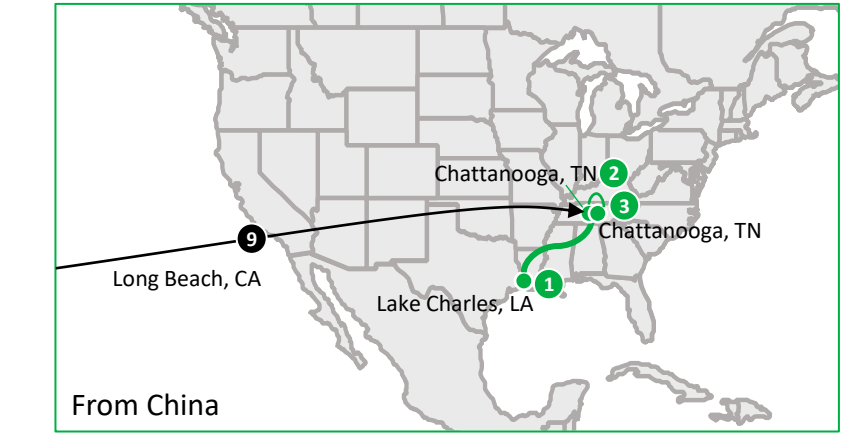 Chattanooga, TN 2
3
Chattanooga, TN
9
Long Beach, CA
1
Lake Charles, LA
From China